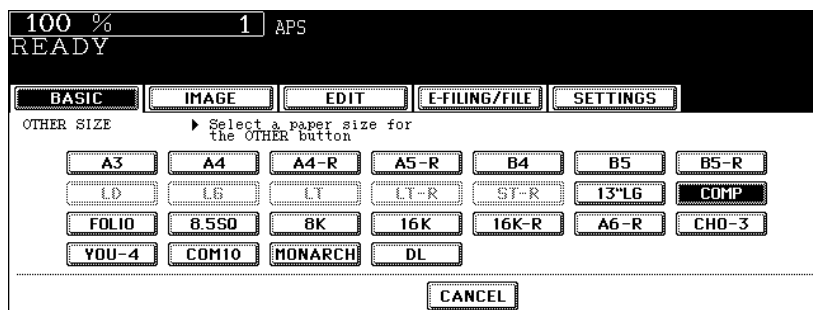 100 % 1 APS
READY
BASIC IMAGE EDIT E-FILING/FILE SETTINGS
OTHER SIZE ▶ Select a paper size for
the OTHER button
A3 A4 A4-R A5-R B4 B5 B5-R
LD LG LT LT-R ST-R 13"LG COMP
FOLIO 8.5SQ 8K 16K 16K-R A6-R CHO-3
YOU-4 COM10 MONARCH DL
CANCEL